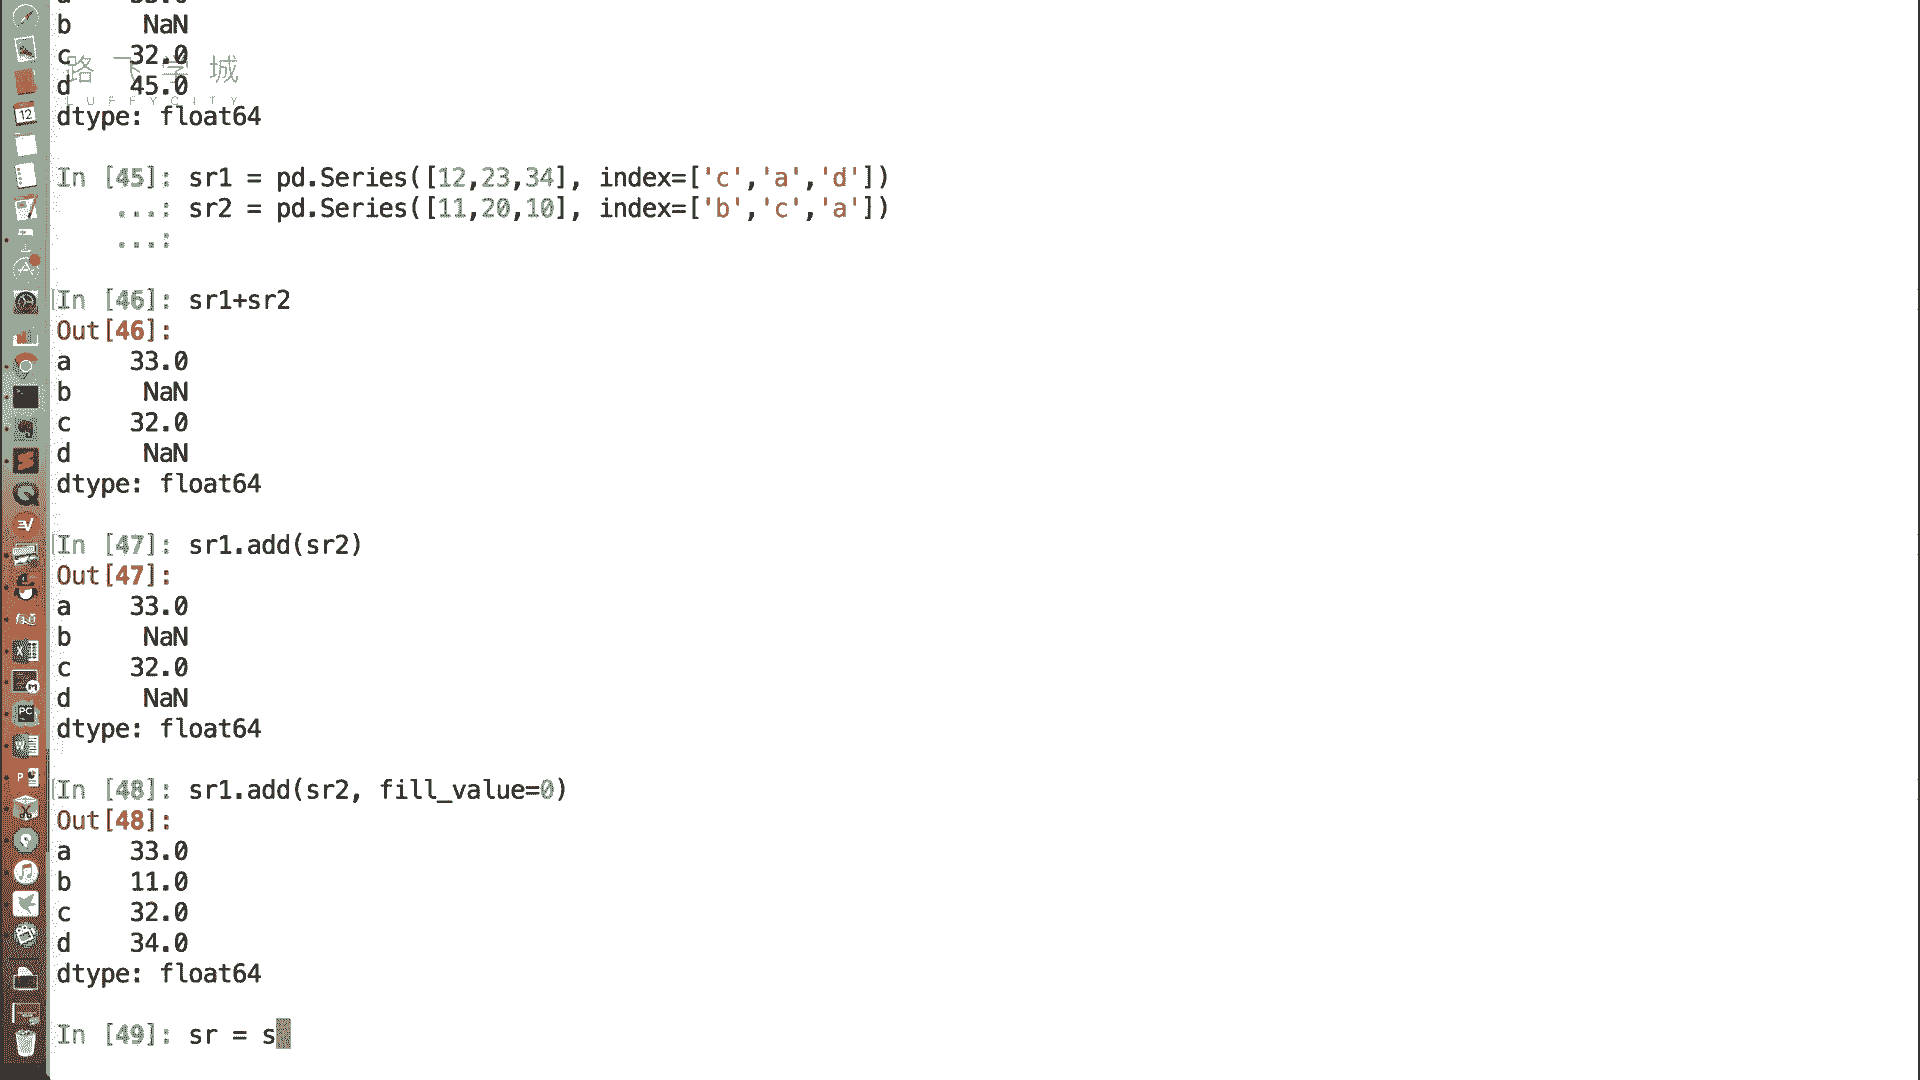 b     NaN
c    32.0
路飞学城
d    45.0
LUFFYCITY
dtype: float64
In [45]: sr1 = pd.Series([12,23,34], index=['c','a','d'])
    ...: sr2 = pd.Series([11,20,10], index=['b','c','a'])
    ...:
In [46]: sr1+sr2
Out[46]:
a    33.0
b     NaN
c    32.0
d     NaN
dtype: float64
In [47]: sr1.add(sr2)
Out[47]:
a    33.0
b     NaN
c    32.0
d     NaN
dtype: float64
In [48]: sr1.add(sr2, fill_value=0)
Out[48]:
a    33.0
b    11.0
c    32.0
d    34.0
dtype: float64
In [49]: sr = s